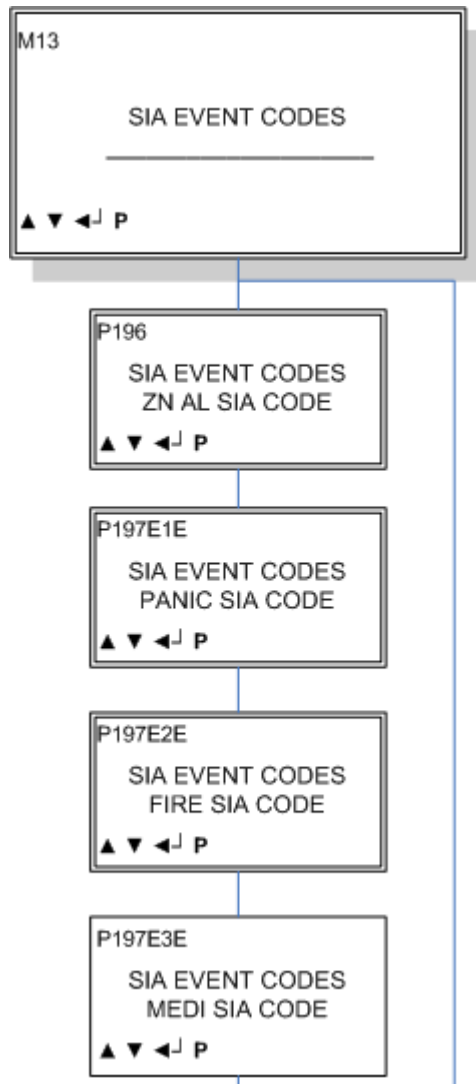 M13
SIA EVENT CODES
▲ ▼ ◄┘ P
P196
SIA EVENT CODES
ZN AL SIA CODE
▲ ▼ ◄┘ P
P197E1E
SIA EVENT CODES
PANIC SIA CODE
▲ ▼ ◄┘ P
P197E2E
SIA EVENT CODES
FIRE SIA CODE
▲ ▼ ◄┘ P
P197E3E
SIA EVENT CODES
MEDI SIA CODE
▲ ▼ ◄┘ P